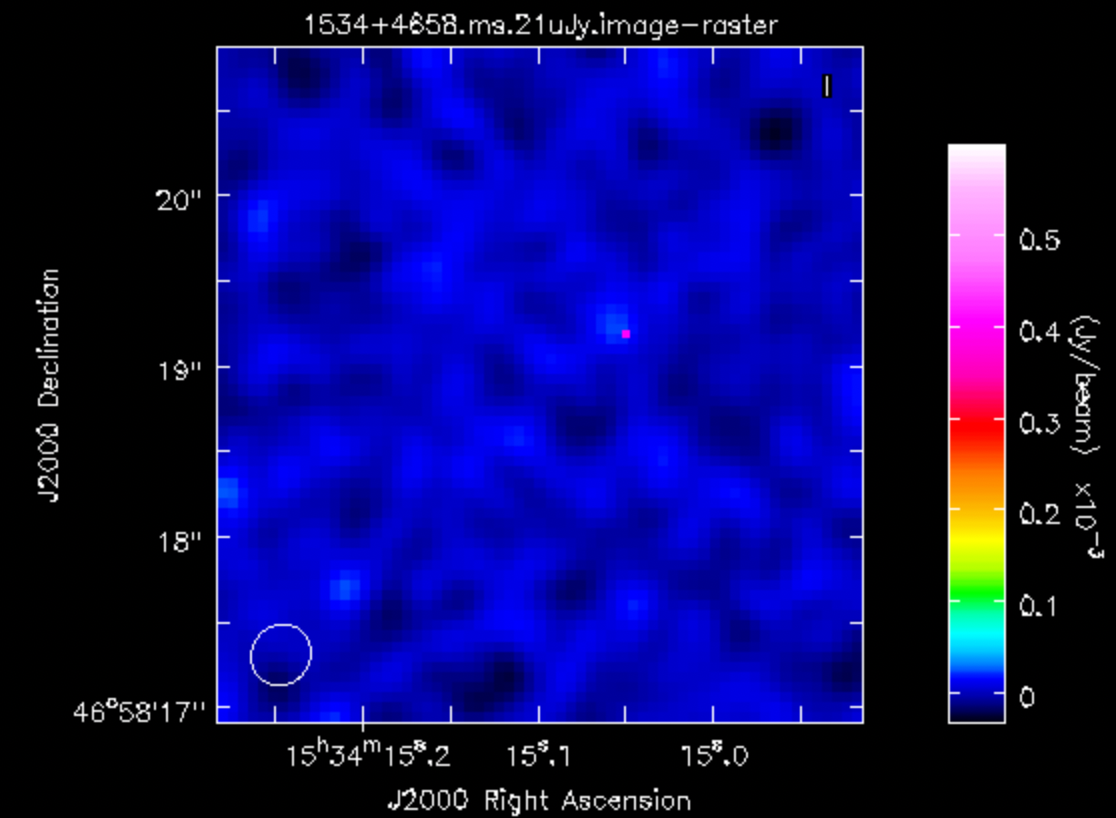 1534+4658.ms.21uJy.image-raster
I
20"
19"
18"
46°58'17"
J2000 Declination
15ʰ34ᵐ15ˢ.2
15ˢ.1
15ˢ.0
J2000 Right Ascension
0.5
0.4
0.3
0.2
0.1
0
(Jy/beam) ×10⁻³